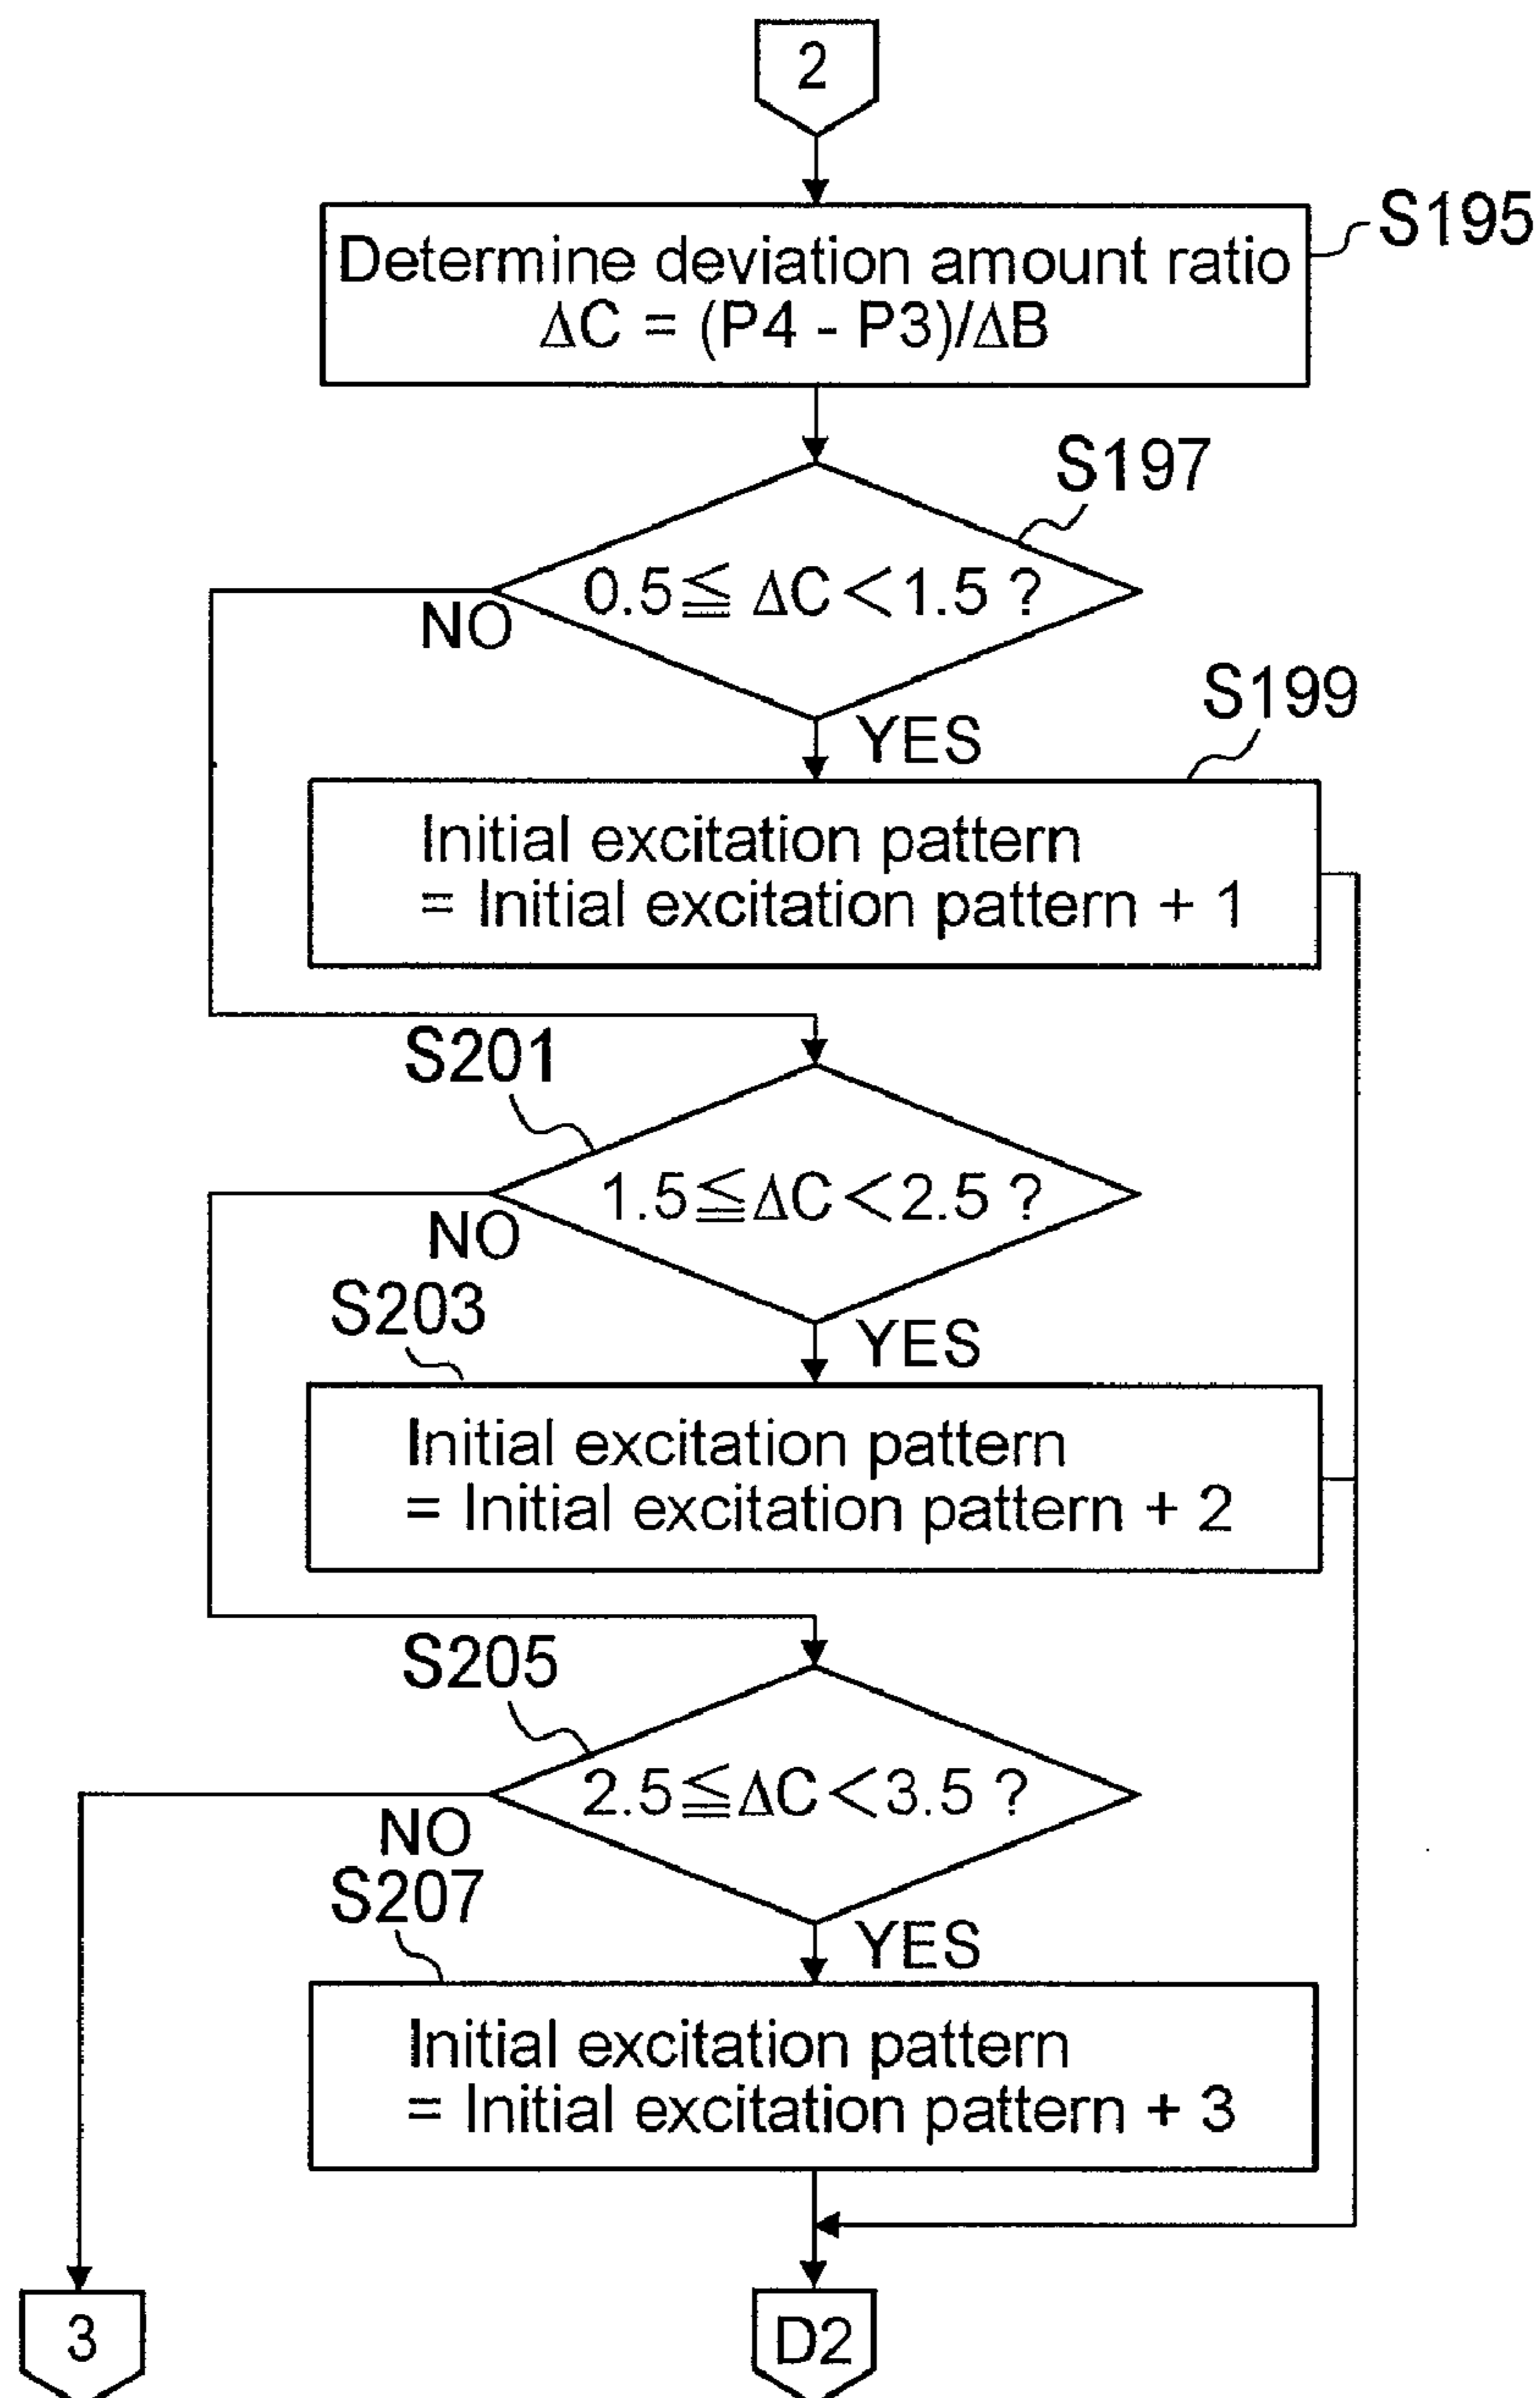 2
S195
Determine deviation amount ratio
ΔC = (P4 - P3)/ΔB
S197
0.5≦ ΔC<1.5 ?
NO
S199
YES
Initial excitation pattern
= Initial excitation pattern + 1
S201
1.5≦ΔC<2.5 ?
NO
S203
YES
Initial excitation pattern
= Initial excitation pattern + 2
S205
2.5≦ΔC<3.5 ?
NO
S207
YES
Initial excitation pattern
= Initial excitation pattern + 3
3
D2